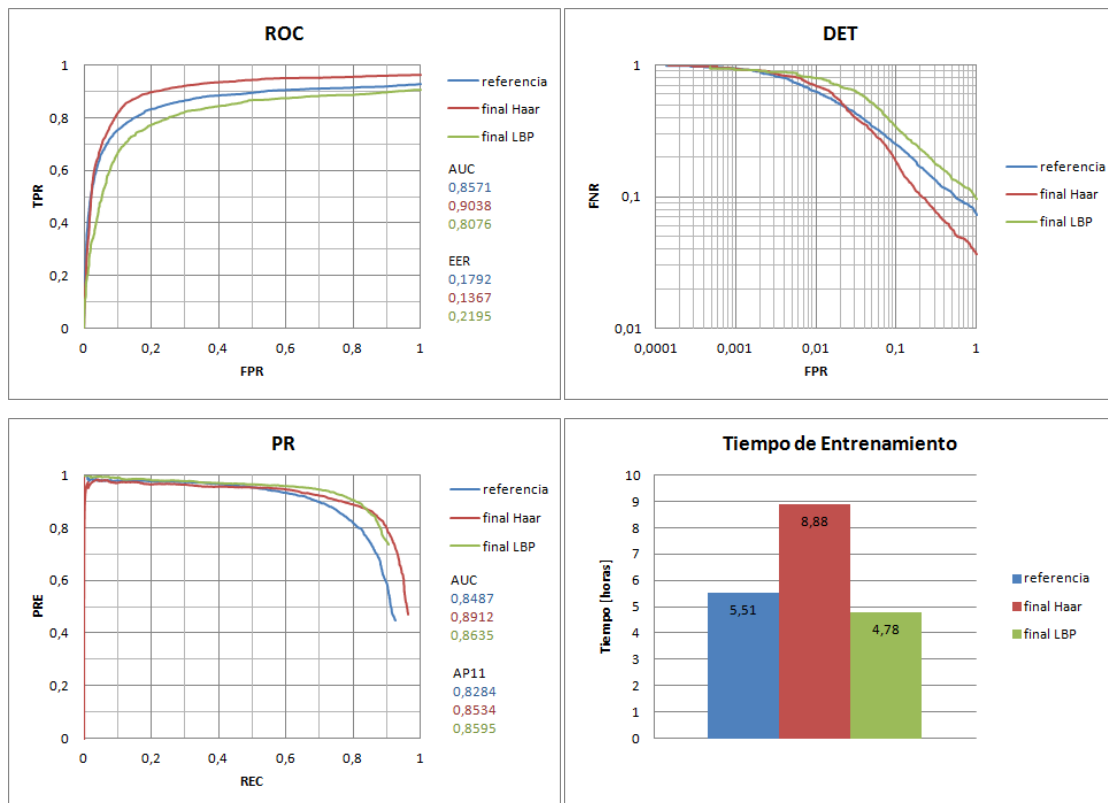 ROC
1
0,8
0,6
0,4
0,2
0
TPR
0 0,2 0,4 0,6 0,8 1
FPR
referencia
final Haar
final LBP
AUC
0,8571
0,9038
0,8076
EER
0,1792
0,1367
0,2195
DET
1
0,1
0,01
FNR
0,0001 0,001 0,01 0,1 1
FPR
referencia
final Haar
final LBP
PR
1
0,8
0,6
0,4
0,2
0
PRE
0 0,2 0,4 0,6 0,8 1
REC
referencia
final Haar
final LBP
AUC
0,8487
0,8912
0,8635
AP11
0,8284
0,8534
0,8595
Tiempo de Entrenamiento
10
9
8
7
6
5
4
3
2
1
0
Tiempo [horas]
5,51
8,88
4,78
referencia
final Haar
final LBP